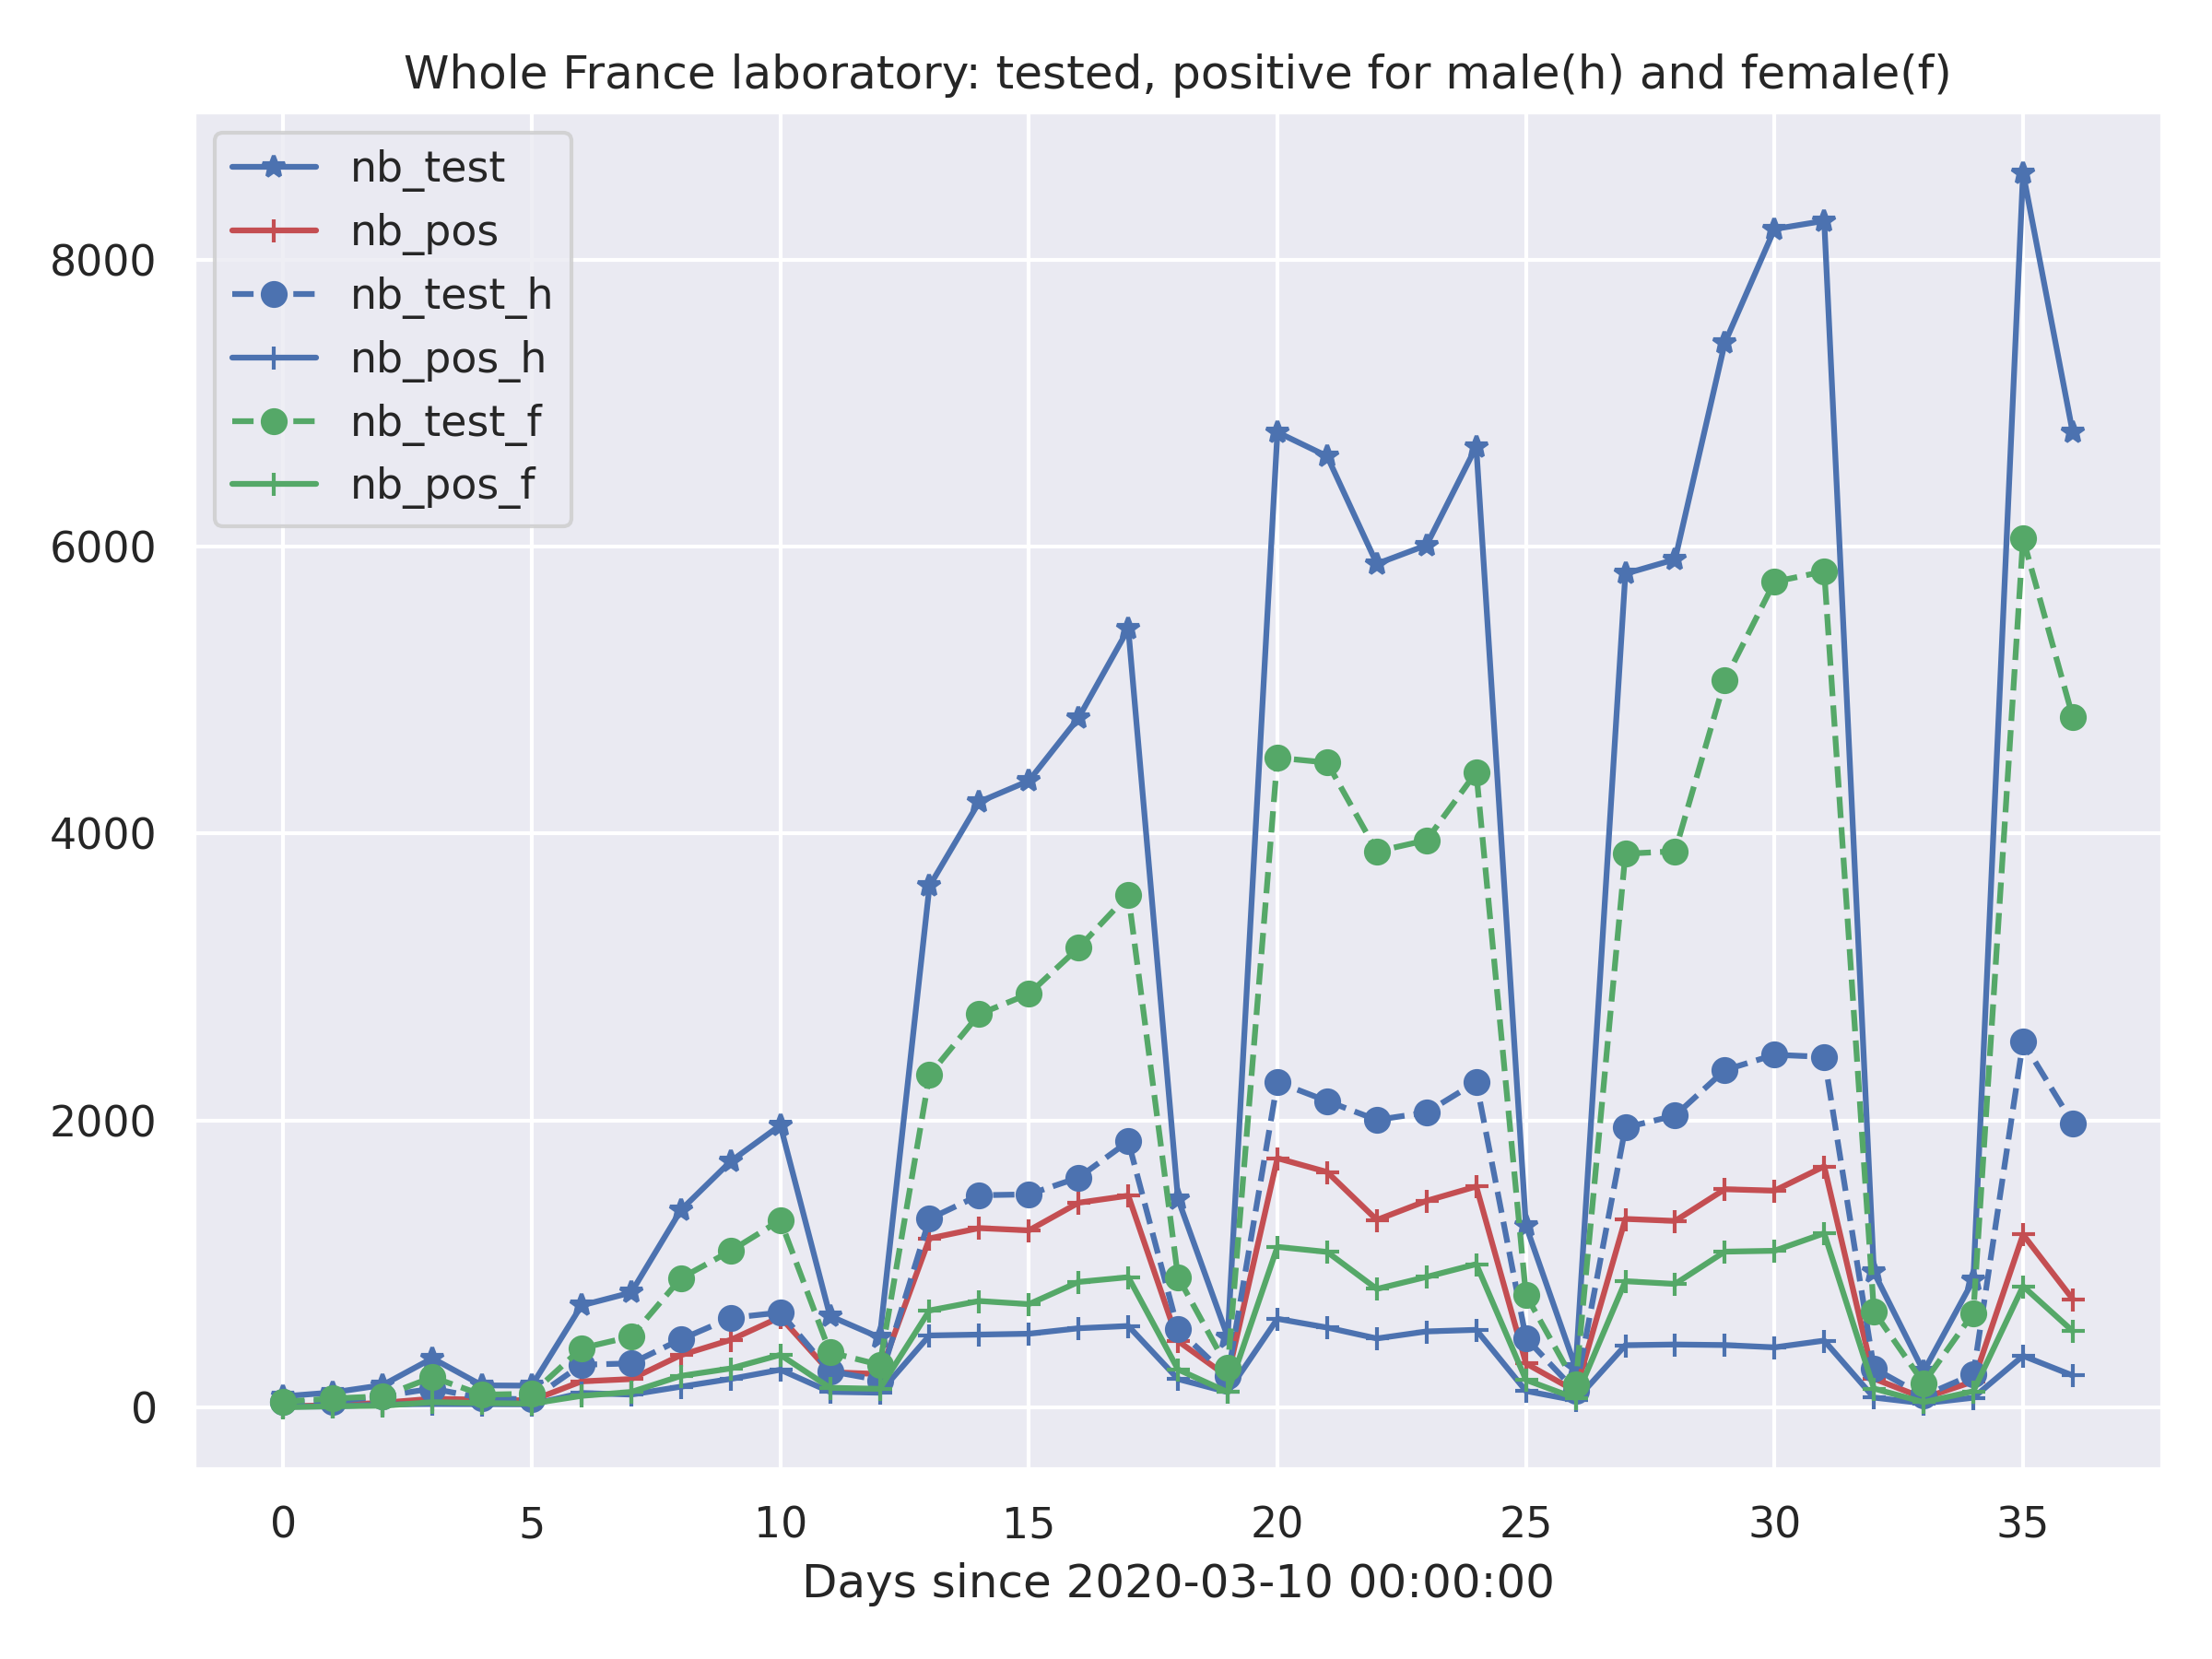 Whole France laboratory: tested, positive for male(h) and female(f)
nb_test
nb_pos
nb_test_h
nb_pos_h
nb_test_f
nb_pos_f
8000
6000
4000
2000
0
0 5 10 15 20 25 30 35
Days since 2020-03-10 00:00:00